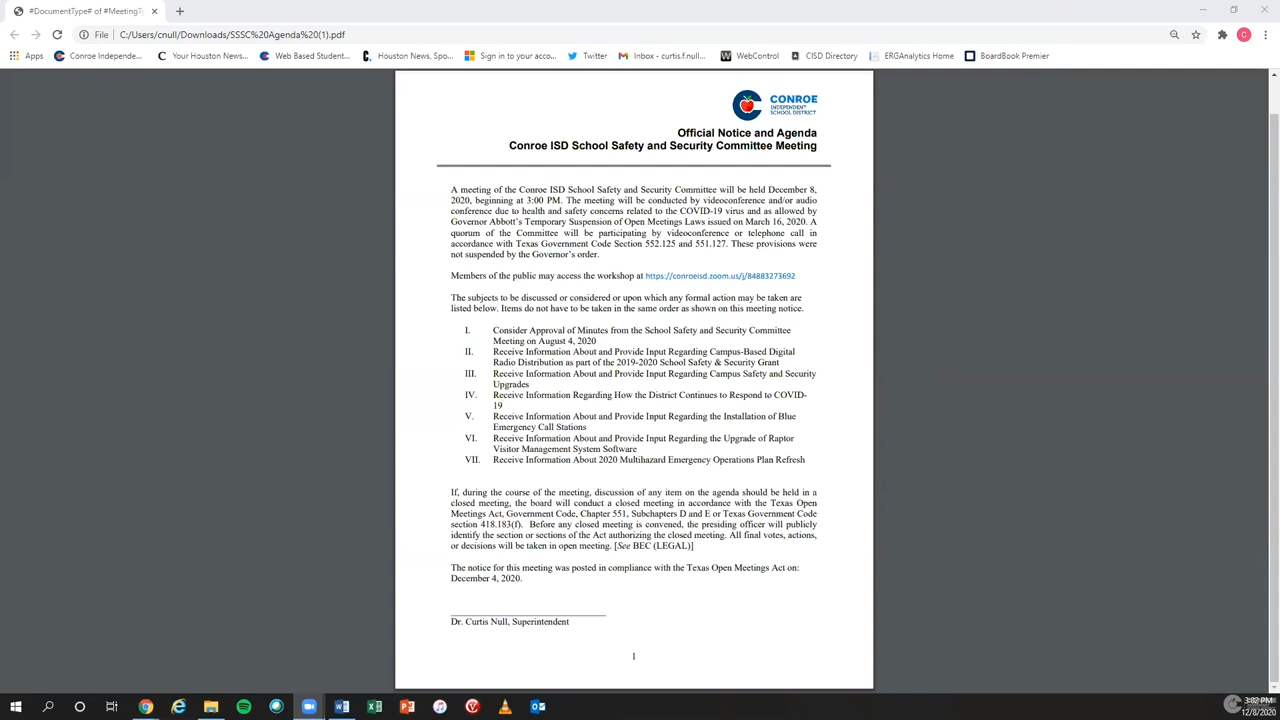 #DocumentType# of #MeetingTy
File | C:/Users/cnull/Downloads/SSSC%20Agenda%20(1).pdf
Apps Conroe Independe... Your Houston News... Web Based Student... Houston News, Spo... Sign in to your acco... Twitter Inbox - curtis.f.null... WebControl CISD Directory ERGAnalytics Home BoardBook Premier
CONROE
INDEPENDENT
SCHOOL DISTRICT
Official Notice and Agenda
Conroe ISD School Safety and Security Committee Meeting
A meeting of the Conroe ISD School Safety and Security Committee will be held December 8,
2020, beginning at 3:00 PM. The meeting will be conducted by videoconference and/or audio
conference due to health and safety concerns related to the COVID-19 virus and as allowed by
Governor Abbott's Temporary Suspension of Open Meetings Laws issued on March 16, 2020. A
quorum of the Committee will be participating by videoconference or telephone call in
accordance with Texas Government Code Section 552.125 and 551.127. These provisions were
not suspended by the Governor's order.
Members of the public may access the workshop at https://conroeisd.zoom.us/j/84883273692
The subjects to be discussed or considered or upon which any formal action may be taken are
listed below. Items do not have to be taken in the same order as shown on this meeting notice.
I. Consider Approval of Minutes from the School Safety and Security Committee
Meeting on August 4, 2020
II. Receive Information About and Provide Input Regarding Campus-Based Digital
Radio Distribution as part of the 2019-2020 School Safety & Security Grant
III. Receive Information About and Provide Input Regarding Campus Safety and Security
Upgrades
IV. Receive Information Regarding How the District Continues to Respond to COVID-
19
V. Receive Information About and Provide Input Regarding the Installation of Blue
Emergency Call Stations
VI. Receive Information About and Provide Input Regarding the Upgrade of Raptor
Visitor Management System Software
VII. Receive Information About 2020 Multihazard Emergency Operations Plan Refresh
If, during the course of the meeting, discussion of any item on the agenda should be held in a
closed meeting, the board will conduct a closed meeting in accordance with the Texas Open
Meetings Act, Government Code, Chapter 551, Subchapters D and E or Texas Government Code
section 418.183(f). Before any closed meeting is convened, the presiding officer will publicly
identify the section or sections of the Act authorizing the closed meeting. All final votes, actions,
or decisions will be taken in open meeting. [See BEC (LEGAL)]
The notice for this meeting was posted in compliance with the Texas Open Meetings Act on:
December 4, 2020.
Dr. Curtis Null, Superintendent
1
3:02 PM
12/8/2020